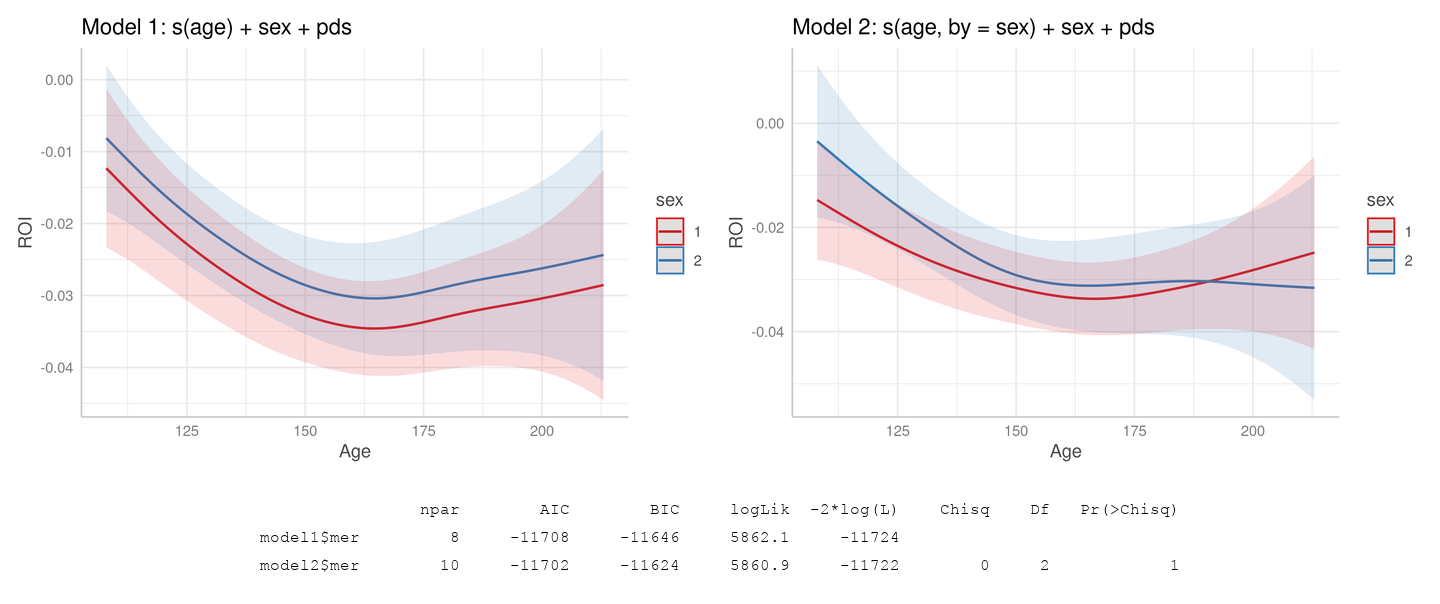 Model 1: s(age) + sex + pds
0.00
-0.01
-0.02
-0.03
-0.04
ROI
125 150 175 200
Age
sex
1
2
Model 2: s(age, by = sex) + sex + pds
0.00
-0.02
-0.04
ROI
125 150 175 200
Age
sex
1
2
npar AIC BIC logLik -2*log(L) Chisq Df Pr(>Chisq)
model1$mer 8 -11708 -11646 5862.1 -11724
model2$mer 10 -11702 -11624 5860.9 -11722 0 2 1